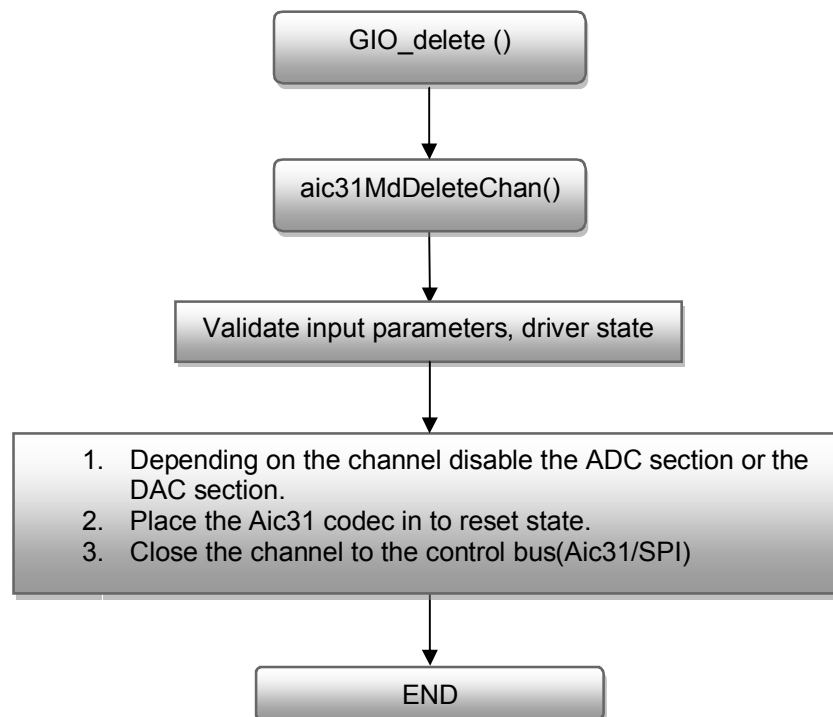 GIO_delete ()
aic31MdDeleteChan()
Validate input parameters, driver state
1. Depending on the channel disable the ADC section or the
DAC section.
2. Place the Aic31 codec in to reset state.
3. Close the channel to the control bus(Aic31/SPI)
END